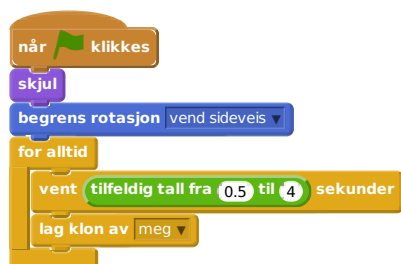 når klikkes
skjul
begrens rotasjon vend sideveis
for alltid
vent tilfeldig tall fra 0.5 til 4 sekunder
lag klon av meg